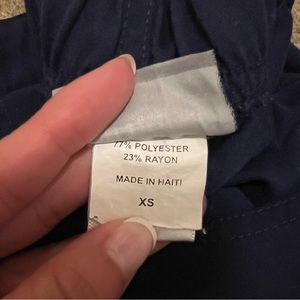 77% POLYESTER
23% RAYON
MADE IN HAITI
XS